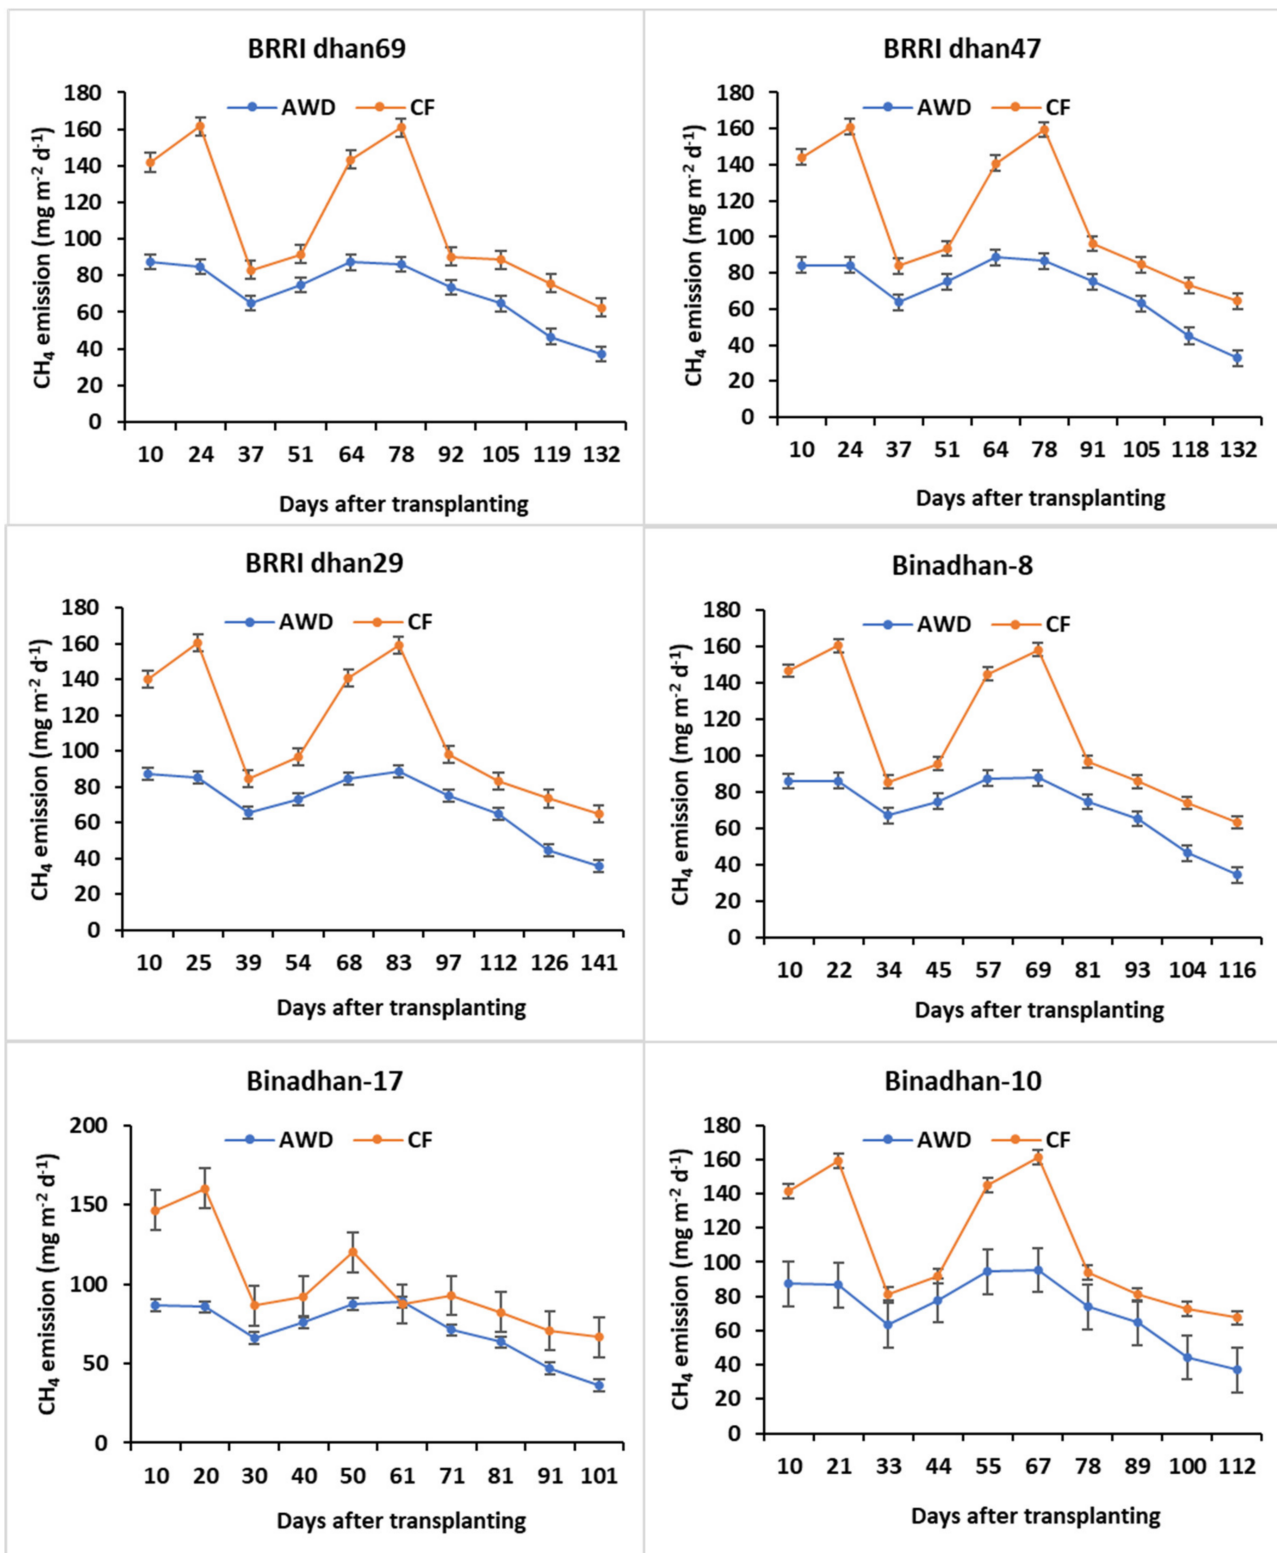 BRRI dhan69
AWD CF
CH₄ emission (mg m⁻² d⁻¹)
180
160
140
120
100
80
60
40
20
0
10 24 37 51 64 78 92 105 119 132
Days after transplanting
BRRI dhan47
AWD CF
CH₄ emission (mg m⁻² d⁻¹)
180
160
140
120
100
80
60
40
20
0
10 24 37 51 64 78 91 105 118 132
Days after transplanting
BRRI dhan29
AWD CF
CH₄ emission (mg m⁻² d⁻¹)
180
160
140
120
100
80
60
40
20
0
10 25 39 54 68 83 97 112 126 141
Days after transplanting
Binadhan-8
AWD CF
CH₄ emission (mg m⁻² d⁻¹)
180
160
140
120
100
80
60
40
20
0
10 22 34 45 57 69 81 93 104 116
Days after transplanting
Binadhan-17
AWD CF
CH₄ emission (mg m⁻² d⁻¹)
200
150
100
50
0
10 20 30 40 50 61 71 81 91 101
Days after transplanting
Binadhan-10
AWD CF
CH₄ emission (mg m⁻² d⁻¹)
180
160
140
120
100
80
60
40
20
0
10 21 33 44 55 67 78 89 100 112
Days after transplanting